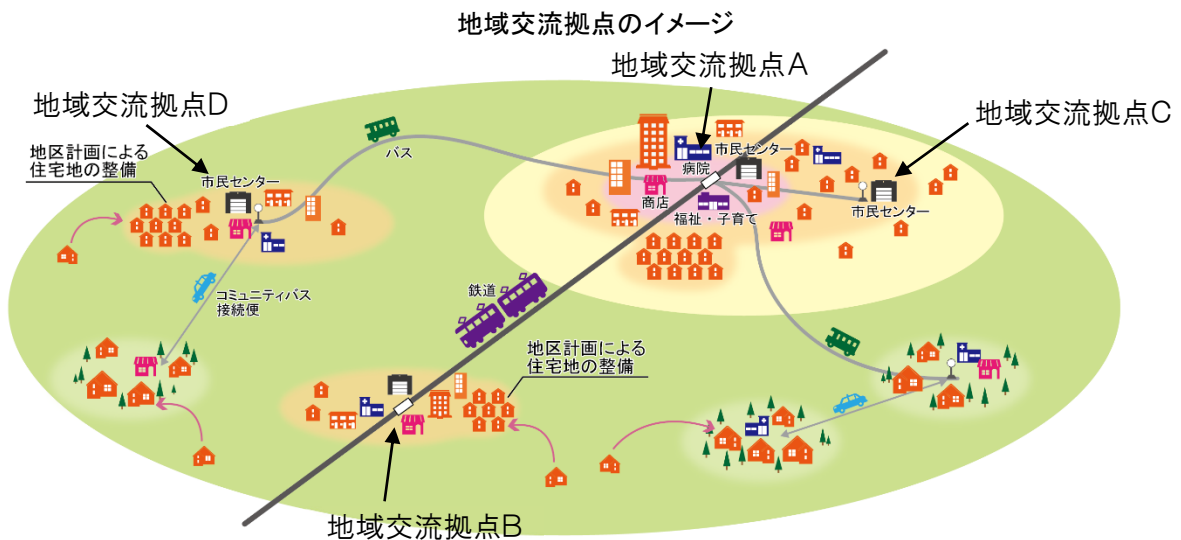 地域交流拠点のイメージ
地域交流拠点A
地域交流拠点D
地域交流拠点C
地区計画による
住宅地の整備
市民センター
バス
病院
市民センター
商店
福祉・子育て
市民センター
コミュニティバス
接続便
鉄道
地区計画による
住宅地の整備
地域交流拠点B